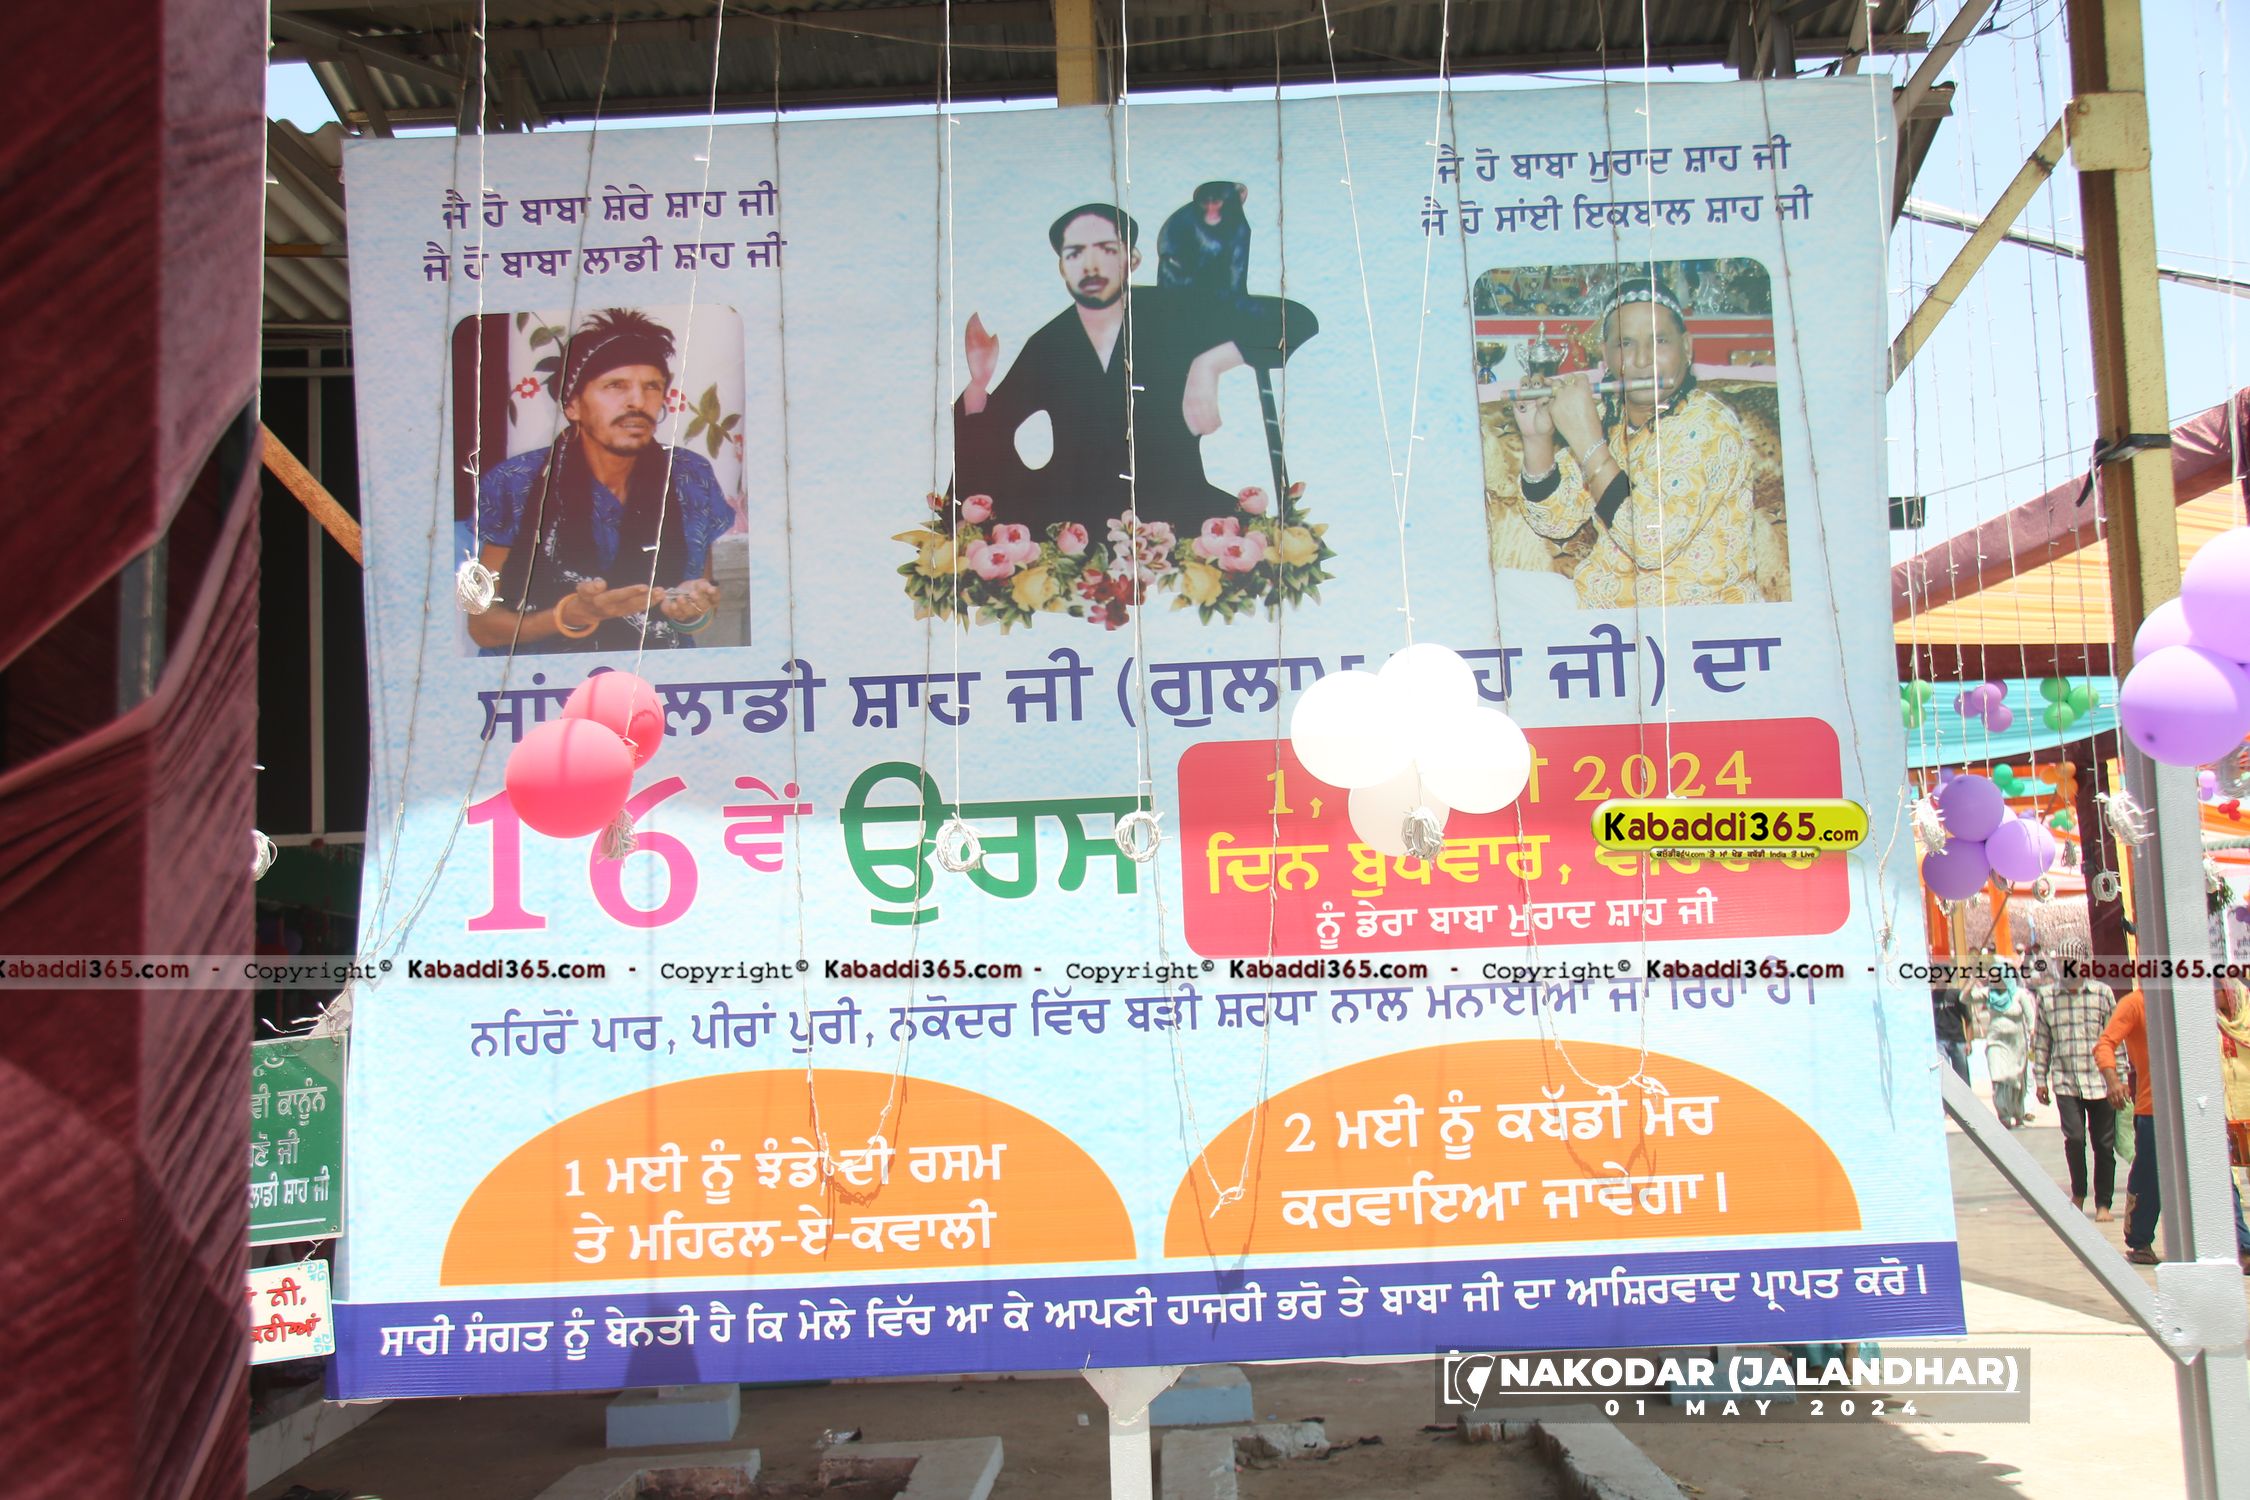 ਜੈ ਹੋ ਬਾਬਾ ਸ਼ੇਰੇ ਸ਼ਾਹ ਜੀ
ਜੈ ਹੋ ਬਾਬਾ ਲਾਡੀ ਸ਼ਾਹ ਜੀ
ਜੈ ਹੋ ਬਾਬਾ ਮੁਰਾਦ ਸ਼ਾਹ ਜੀ
ਜੈ ਹੋ ਸਾਂਈ ਇਕਬਾਲ ਸ਼ਾਹ ਜੀ
ਲਾਡੀ ਸ਼ਾਹ ਜੀ ( ਜੀ) ਦਾ
16ਵੇਂ ਉਰਸ
1, 2024
ਦਿਨ ਬੁਧਵਾਰ,
ਨੂੰ ਡੇਰਾ ਬਾਬਾ ਮੁਰਾਦ ਸ਼ਾਹ ਜੀ
Kabaddi365.com
Kabaddi365.com - Copyright© Kabaddi365.com - Copyright© Kabaddi365.com - Copyright© Kabaddi365.com - Copyright© Kabaddi365.com - Copyright© Kabaddi365.com
ਨਹਿਰੋਂ ਪਾਰ, ਪੀਰਾਂ ਪੁਰੀ, ਨਕੋਦਰ ਵਿੱਚ ਬੜੀ ਸ਼ਰਧਾ ਨਾਲ ਮਨਾਇਆ ਜਾ ਰਿਹਾ ਹੈ।
1 ਮਈ ਨੂੰ ਝੰਡੇ ਦੀ ਰਸਮ
ਤੇ ਮਹਿਫਲ-ਏ-ਕਵਾਲੀ
2 ਮਈ ਨੂੰ ਕਬੱਡੀ ਮੈਚ
ਕਰਵਾਇਆ ਜਾਵੇਗਾ।
ਸਾਰੀ ਸੰਗਤ ਨੂੰ ਬੇਨਤੀ ਹੈ ਕਿ ਮੇਲੇ ਵਿੱਚ ਆ ਕੇ ਆਪਣੀ ਹਾਜਰੀ ਭਰੋ ਤੇ ਬਾਬਾ ਜੀ ਦਾ ਆਸ਼ਿਰਵਾਦ ਪ੍ਰਾਪਤ ਕਰੋ।
ਕਾਨੂੰਨ
ਜੀ
ਲਾਡੀ ਸ਼ਾਹ ਜੀ
ਨੀ,
NAKODAR (JALANDHAR)
01 MAY 2024